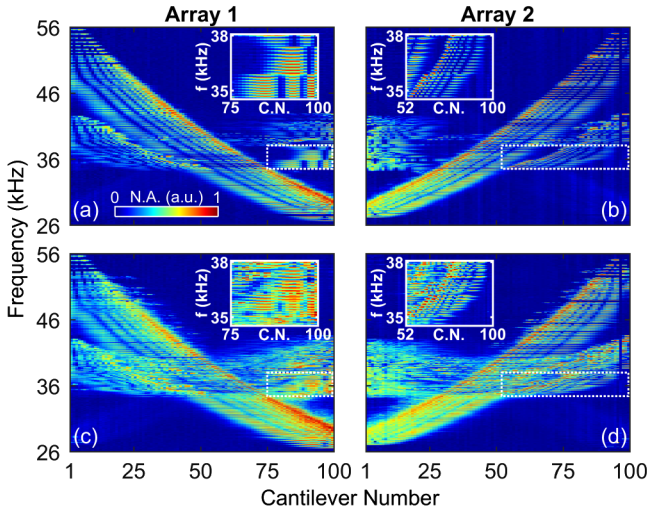 Array 1
Array 2
56
46
36
26
Frequency (kHz)
38
35
f (kHz)
75 C.N. 100
0 N.A. (a.u.) 1
(a)
38
35
f (kHz)
52 C.N. 100
(b)
56
46
36
26
38
35
f (kHz)
75 C.N. 100
(c)
38
35
f (kHz)
52 C.N. 100
(d)
1 25 50 75 100
1 25 50 75 100
Cantilever Number